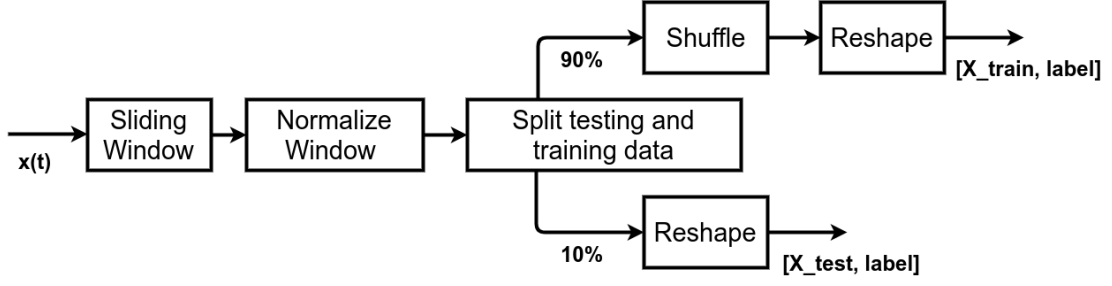 x(t)
Sliding
Window
Normalize
Window
Split testing and
training data
90%
Shuffle
Reshape
[X_train, label]
10%
Reshape
[X_test, label]